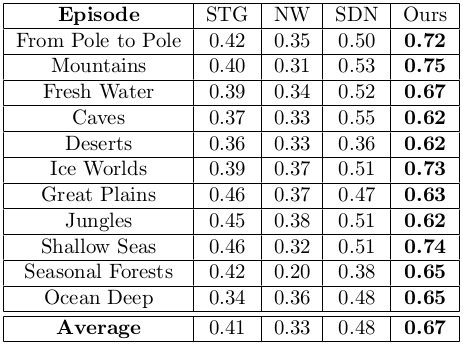 Episode STG NW SDN Ours
From Pole to Pole 0.42 0.35 0.50 0.72
Mountains 0.40 0.31 0.53 0.75
Fresh Water 0.39 0.34 0.52 0.67
Caves 0.37 0.33 0.55 0.62
Deserts 0.36 0.33 0.36 0.62
Ice Worlds 0.39 0.37 0.51 0.73
Great Plains 0.46 0.37 0.47 0.63
Jungles 0.45 0.38 0.51 0.62
Shallow Seas 0.46 0.32 0.51 0.74
Seasonal Forests 0.42 0.20 0.38 0.65
Ocean Deep 0.34 0.36 0.48 0.65
Average 0.41 0.33 0.48 0.67